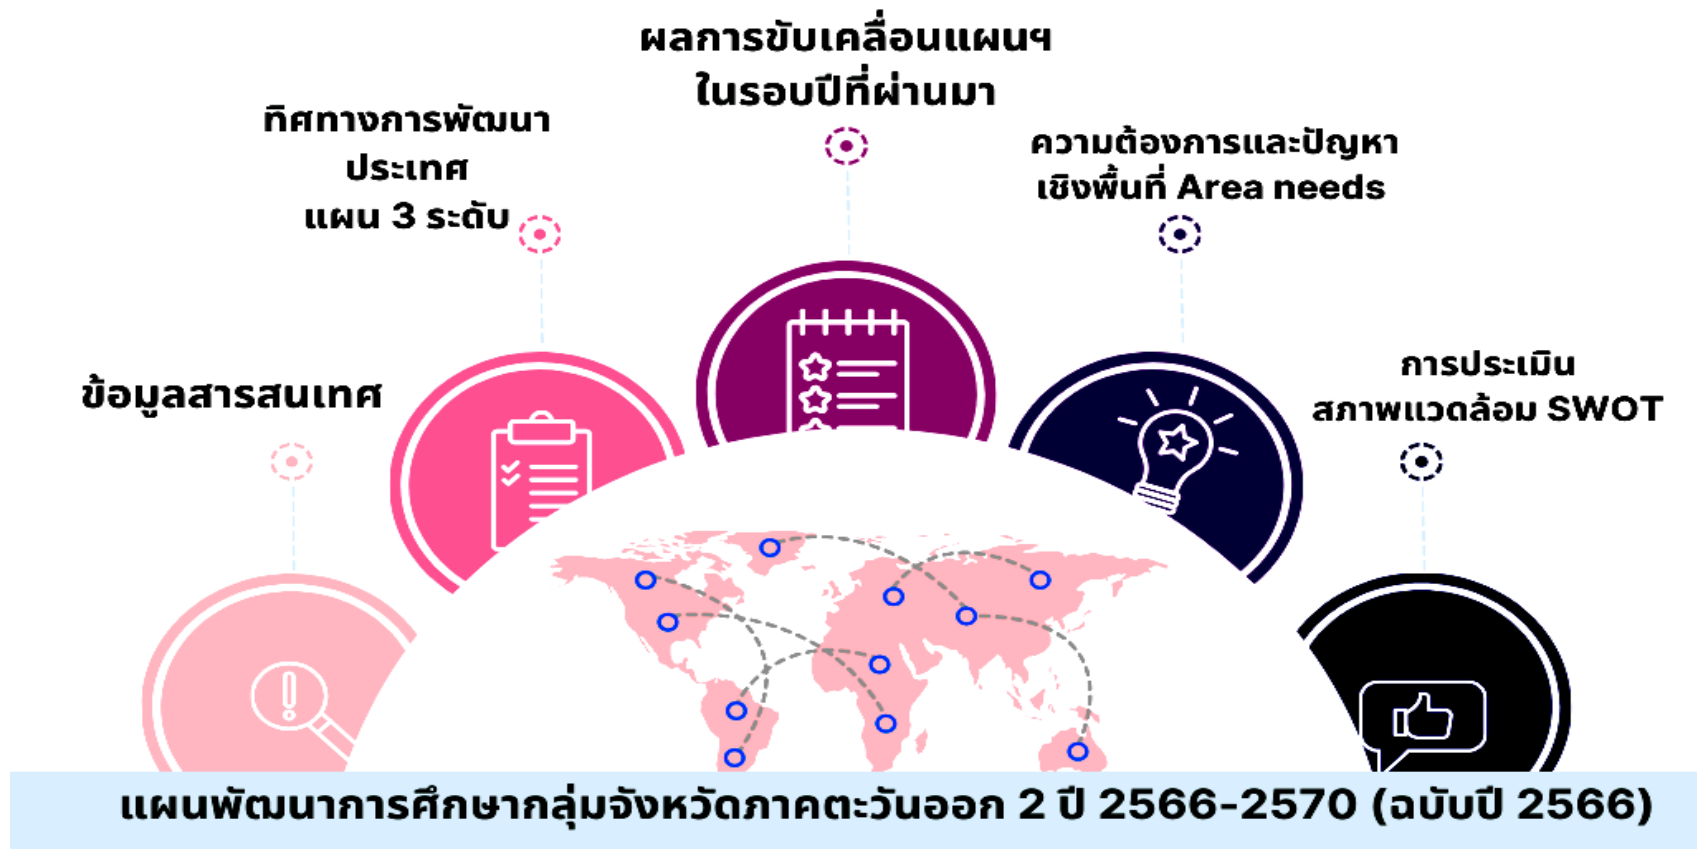 ผลการขับเคลื่อนแผนฯ
ในรอบปีที่ผ่านมา
ทิศทางการพัฒนา
ประเทศ
แผน 3 ระดับ
ความต้องการและปัญหา
เชิงพื้นที่ Area needs
ข้อมูลสารสนเทศ
การประเมิน
สภาพแวดล้อม SWOT
แผนพัฒนาการศึกษากลุ่มจังหวัดภาคตะวันออก 2 ปี 2566-2570 (ฉบับปี 2566)